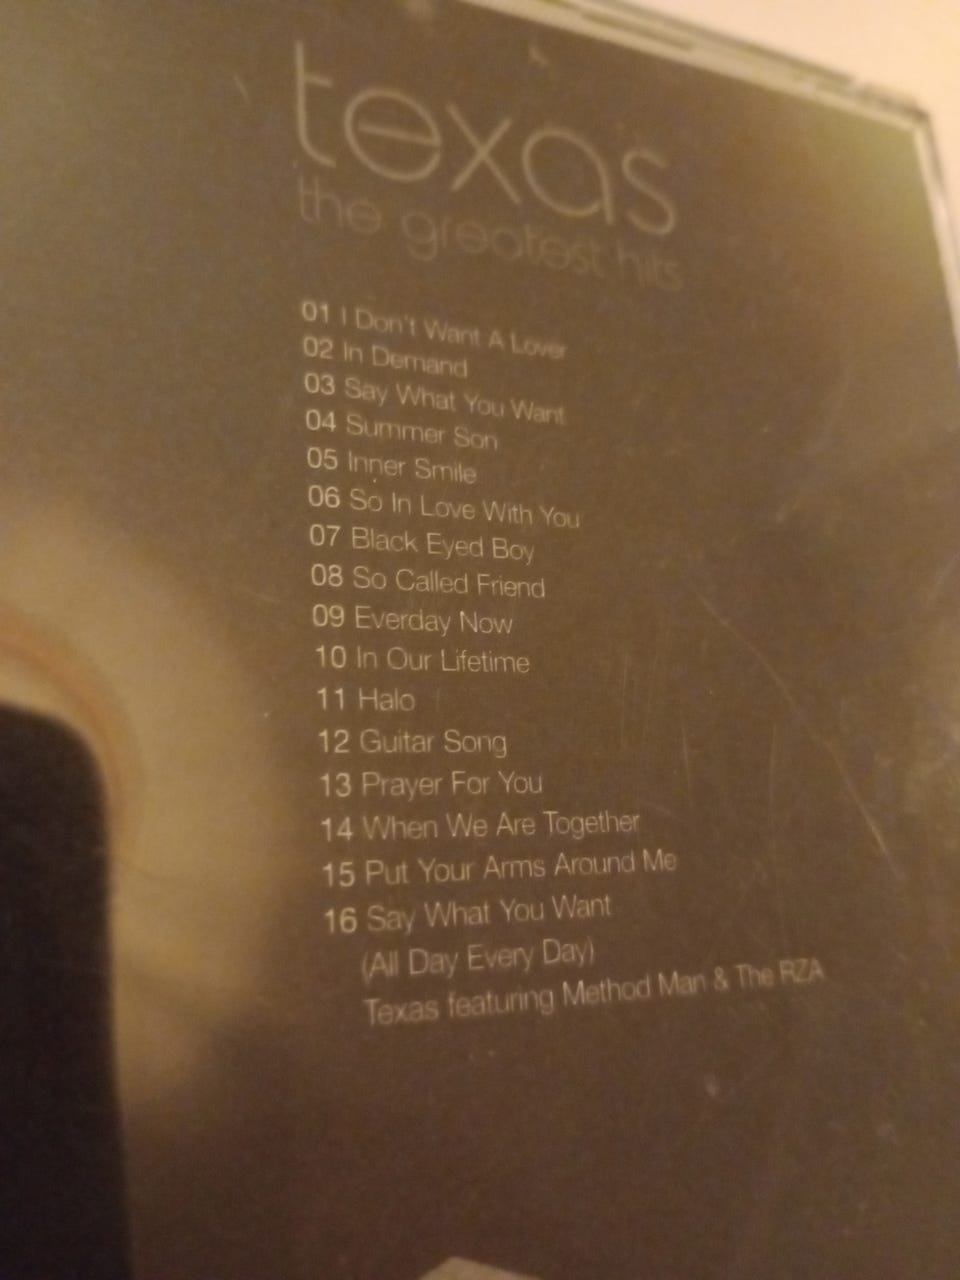 texas
the greatest hits
01 I Don't Want A Lover
02 In Demand
03 Say What You Want
04 Summer Son
05 Inner Smile
06 So In Love With You
07 Black Eyed Boy
08 So Called Friend
09 Everday Now
10 In Our Lifetime
11 Halo
12 Guitar Song
13 Prayer For You
14 When We Are Together
15 Put Your Arms Around Me
16 Say What You Want
(All Day Every Day)
Texas featuring Method Man & The RZA